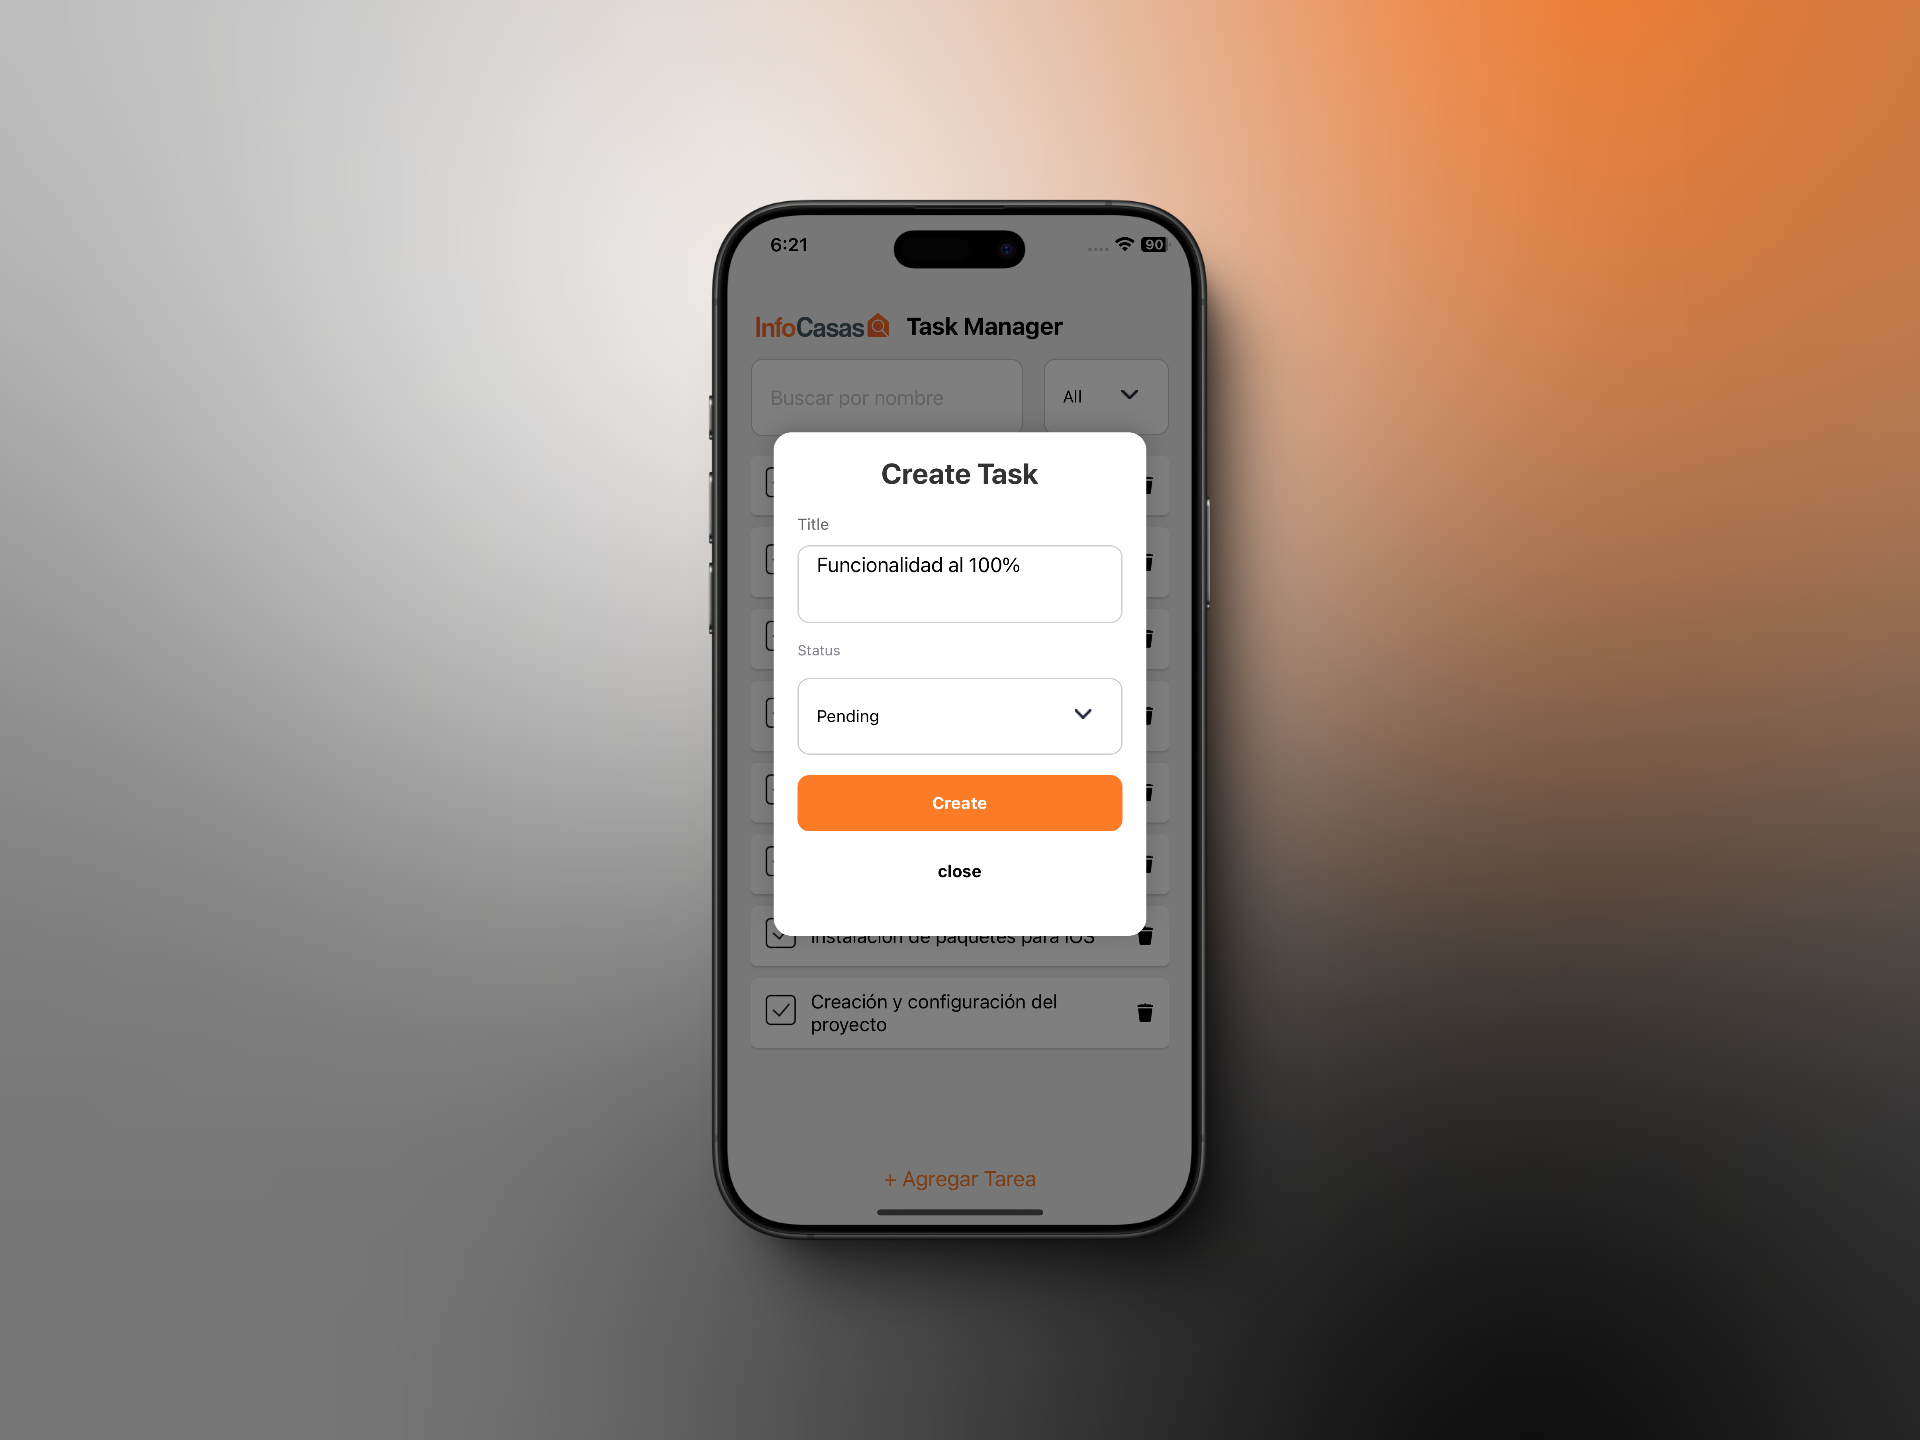 6:21
90
InfoCasas Task Manager
Buscar por nombre
All
Create Task
Title
Funcionalidad al 100%
Status
Pending
Create
close
Instalación de paquetes para iOS
Creación y configuración del
proyecto
+ Agregar Tarea